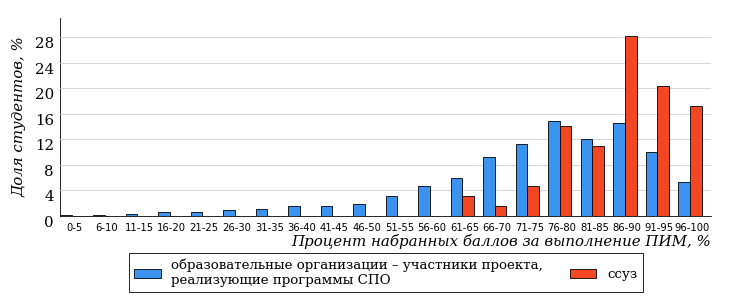 Доля студентов, %
28
24
20
16
12
8
4
0
0-5 6-10 11-15 16-20 21-25 26-30 31-35 36-40 41-45 46-50 51-55 56-60 61-65 66-70 71-75 76-80 81-85 86-90 91-95 96-100
Процент набранных баллов за выполнение ПИМ, %
образовательные организации – участники проекта,
реализующие программы СПО
ссуз